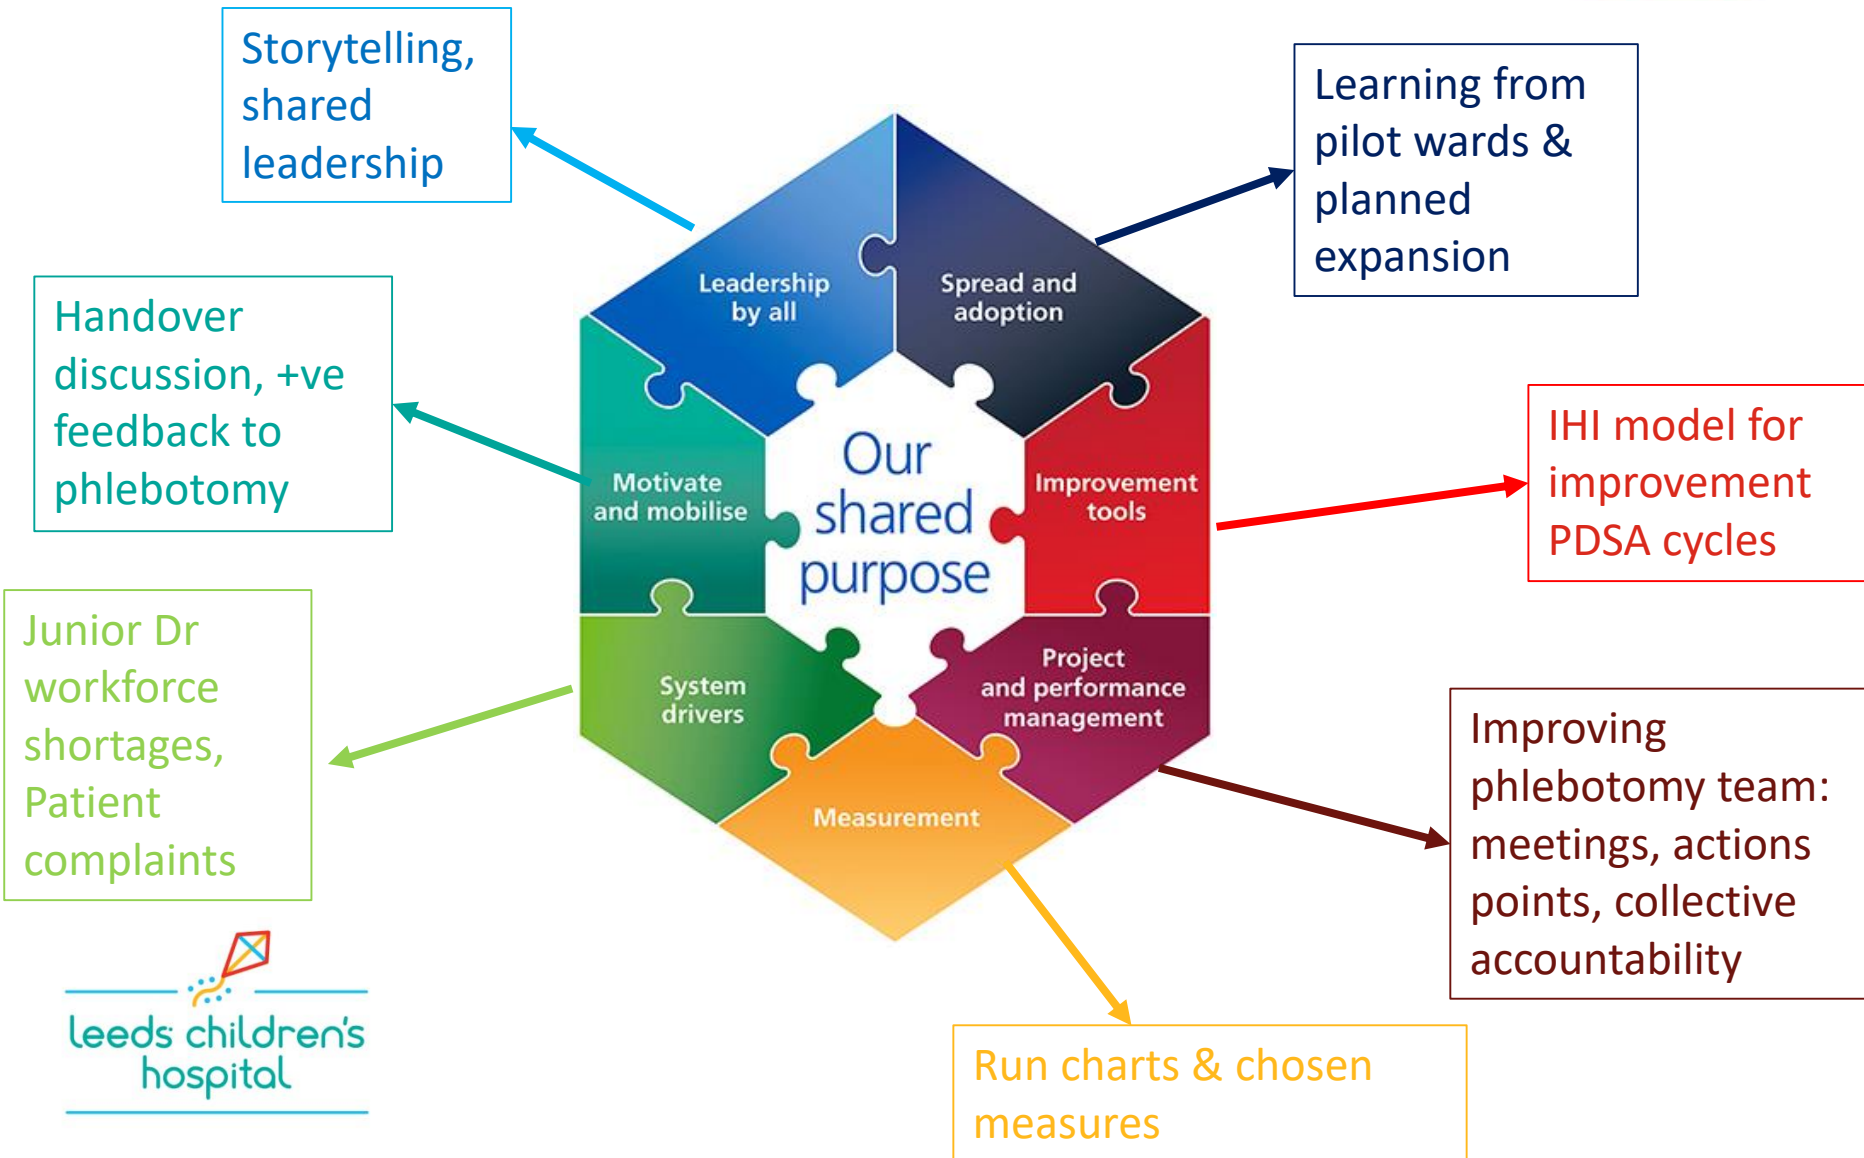 Storytelling,
shared
leadership
Learning from
pilot wards &
planned
expansion
Handover
discussion, +ve
feedback to
phlebotomy
IHI model for
improvement
PDSA cycles
Junior Dr
workforce
shortages,
Patient
complaints
Improving
phlebotomy team:
meetings, actions
points, collective
accountability
Run charts & chosen
measures
Leadership
by all
Spread and
adoption
Motivate
and mobilise
Our
shared
purpose
Improvement
tools
System
drivers
Project
and performance
management
Measurement
leeds children's
hospital